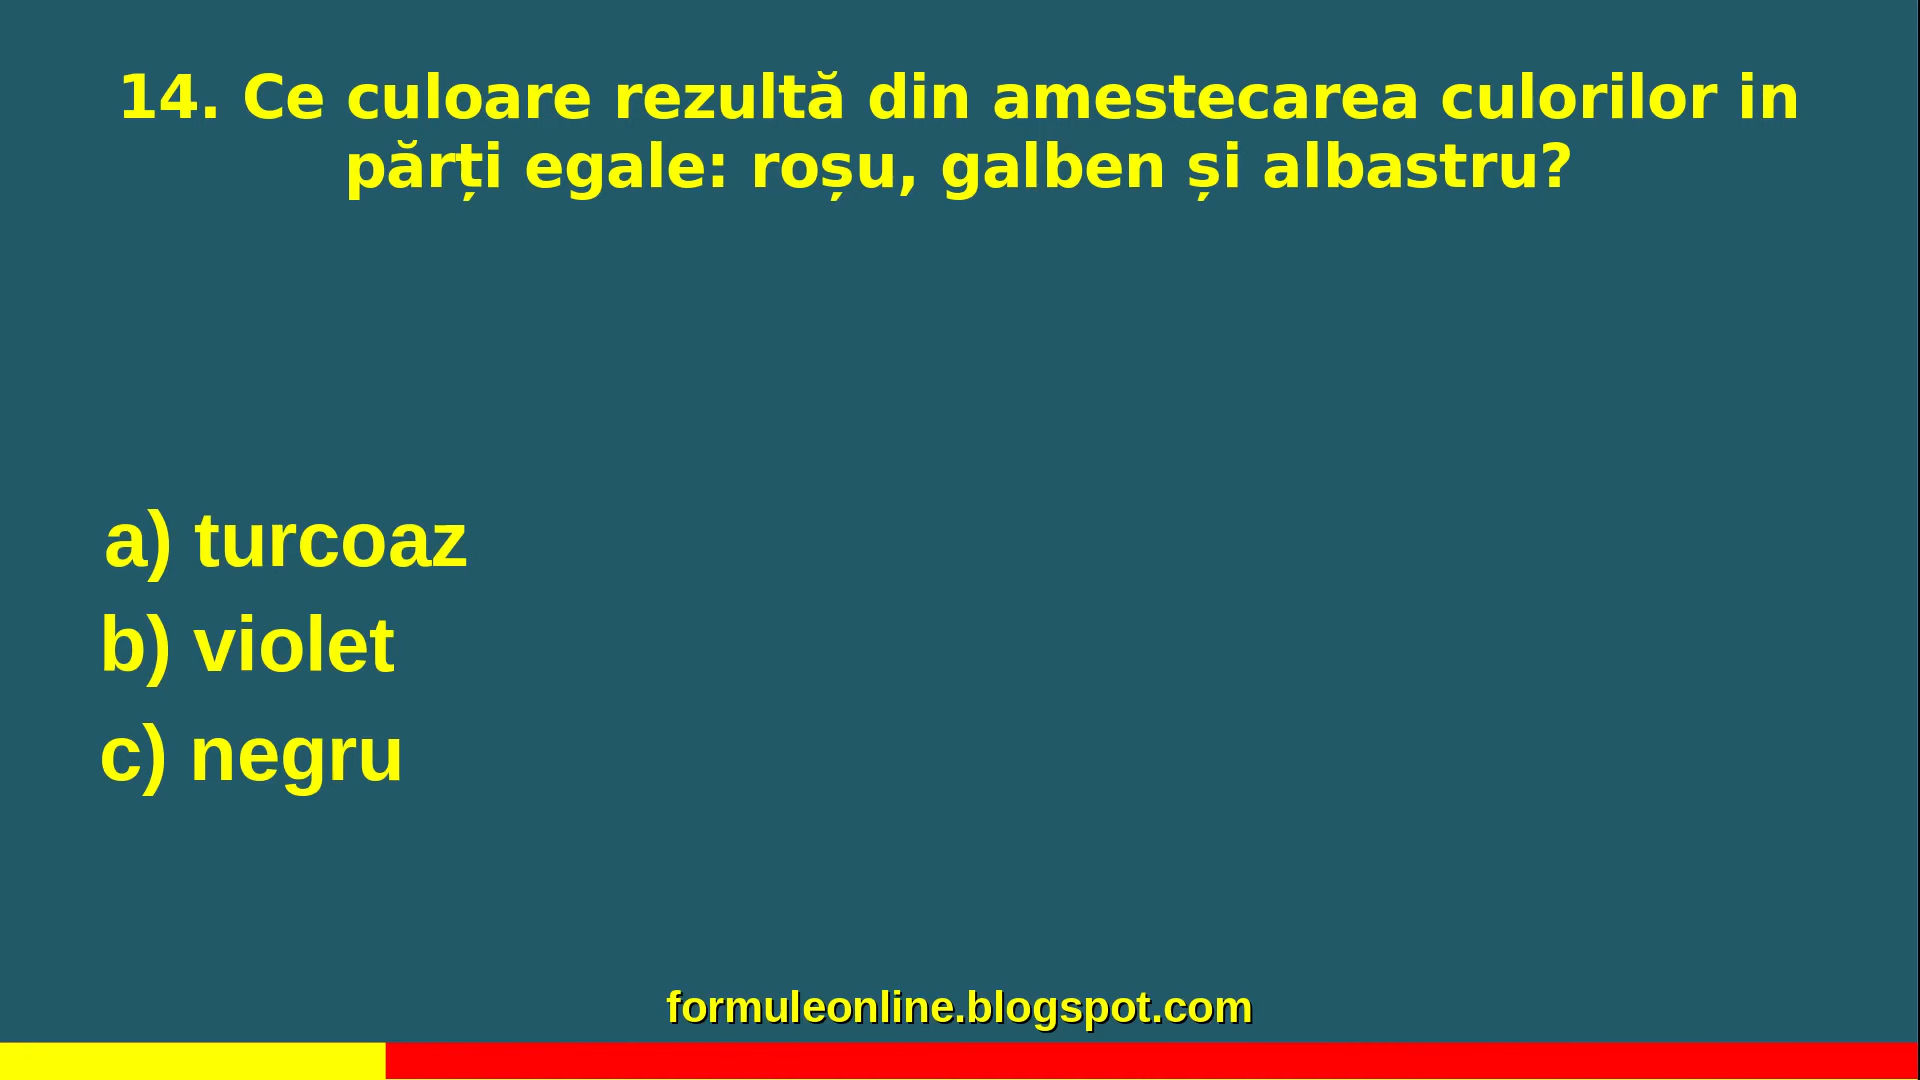 14. Ce culoare rezultă din amestecarea culorilor in
părți egale: roșu, galben și albastru?
a) turcoaz
b) violet
c) negru
formuleonline.blogspot.com